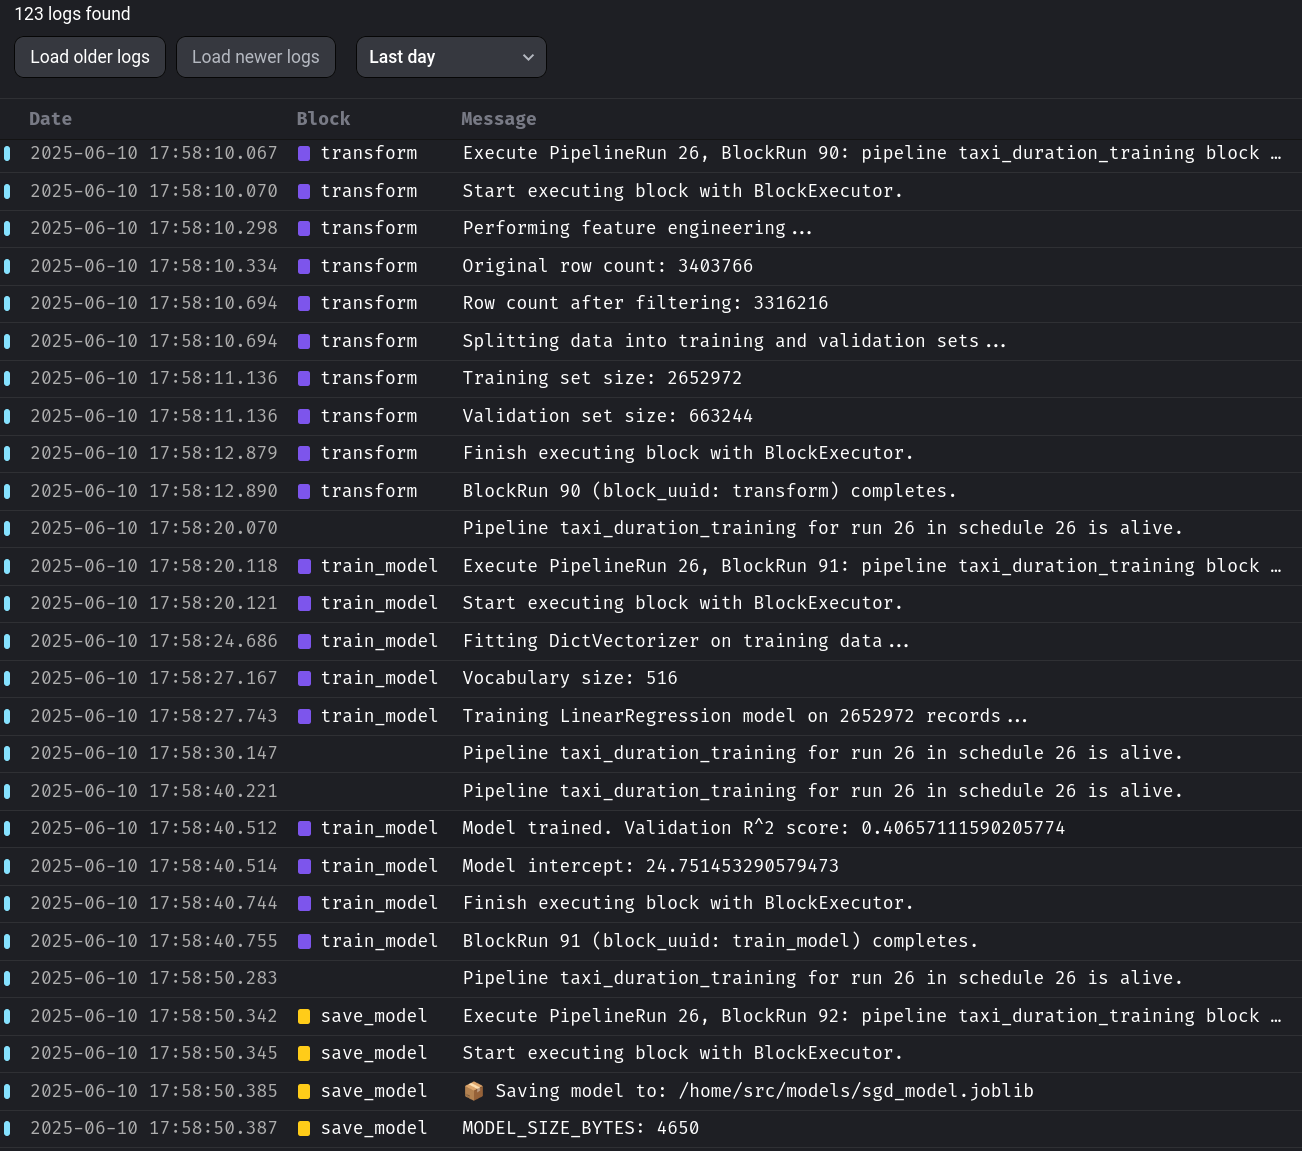 123 logs found
Load older logs Load newer logs Last day
Date Block Message
2025-06-10 17:58:10.067 transform Execute PipelineRun 26, BlockRun 90: pipeline taxi_duration_training block …
2025-06-10 17:58:10.070 transform Start executing block with BlockExecutor.
2025-06-10 17:58:10.298 transform Performing feature engineering...
2025-06-10 17:58:10.334 transform Original row count: 3403766
2025-06-10 17:58:10.694 transform Row count after filtering: 3316216
2025-06-10 17:58:10.694 transform Splitting data into training and validation sets...
2025-06-10 17:58:11.136 transform Training set size: 2652972
2025-06-10 17:58:11.136 transform Validation set size: 663244
2025-06-10 17:58:12.879 transform Finish executing block with BlockExecutor.
2025-06-10 17:58:12.890 transform BlockRun 90 (block_uuid: transform) completes.
2025-06-10 17:58:20.070 Pipeline taxi_duration_training for run 26 in schedule 26 is alive.
2025-06-10 17:58:20.118 train_model Execute PipelineRun 26, BlockRun 91: pipeline taxi_duration_training block …
2025-06-10 17:58:20.121 train_model Start executing block with BlockExecutor.
2025-06-10 17:58:24.686 train_model Fitting DictVectorizer on training data...
2025-06-10 17:58:27.167 train_model Vocabulary size: 516
2025-06-10 17:58:27.743 train_model Training LinearRegression model on 2652972 records...
2025-06-10 17:58:30.147 Pipeline taxi_duration_training for run 26 in schedule 26 is alive.
2025-06-10 17:58:40.221 Pipeline taxi_duration_training for run 26 in schedule 26 is alive.
2025-06-10 17:58:40.512 train_model Model trained. Validation R^2 score: 0.40657111590205774
2025-06-10 17:58:40.514 train_model Model intercept: 24.751453290579473
2025-06-10 17:58:40.744 train_model Finish executing block with BlockExecutor.
2025-06-10 17:58:40.755 train_model BlockRun 91 (block_uuid: train_model) completes.
2025-06-10 17:58:50.283 Pipeline taxi_duration_training for run 26 in schedule 26 is alive.
2025-06-10 17:58:50.342 save_model Execute PipelineRun 26, BlockRun 92: pipeline taxi_duration_training block …
2025-06-10 17:58:50.345 save_model Start executing block with BlockExecutor.
2025-06-10 17:58:50.385 save_model 📦 Saving model to: /home/src/models/sgd_model.joblib
2025-06-10 17:58:50.387 save_model MODEL_SIZE_BYTES: 4650